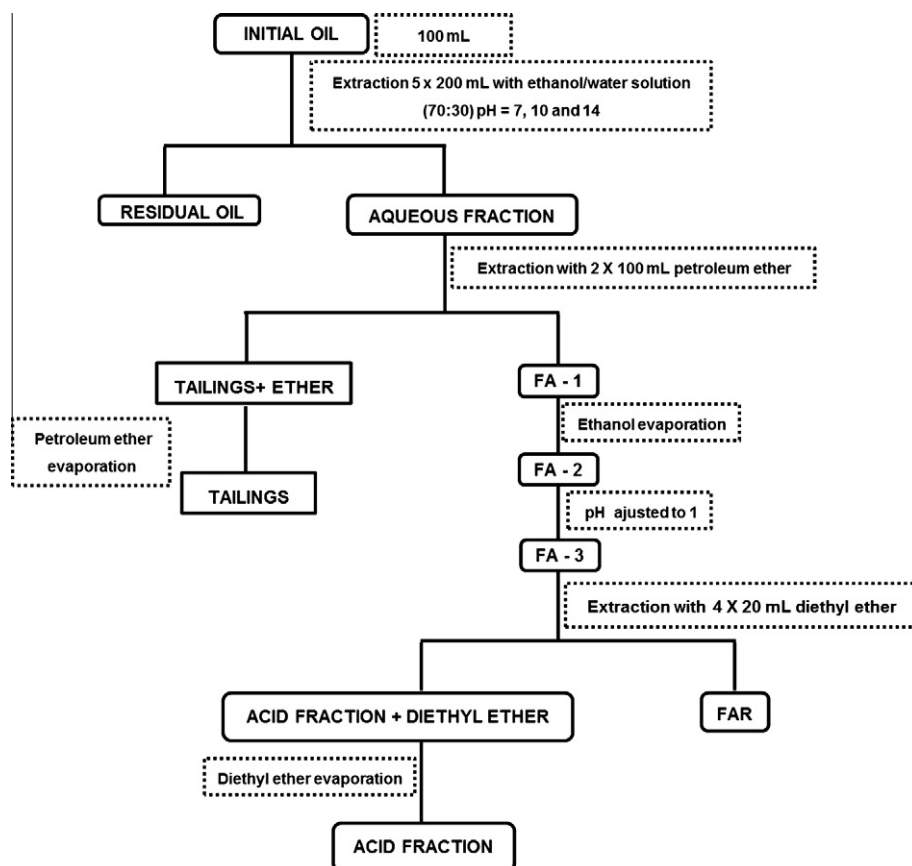 INITIAL OIL
100 mL
Extraction 5 x 200 mL with ethanol/water solution
(70:30) pH = 7, 10 and 14
RESIDUAL OIL
AQUEOUS FRACTION
Extraction with 2 X 100 mL petroleum ether
TAILINGS+ ETHER
FA - 1
Petroleum ether
evaporation
Ethanol evaporation
TAILINGS
FA - 2
pH ajusted to 1
FA - 3
Extraction with 4 X 20 mL diethyl ether
ACID FRACTION + DIETHYL ETHER
FAR
Diethyl ether evaporation
ACID FRACTION